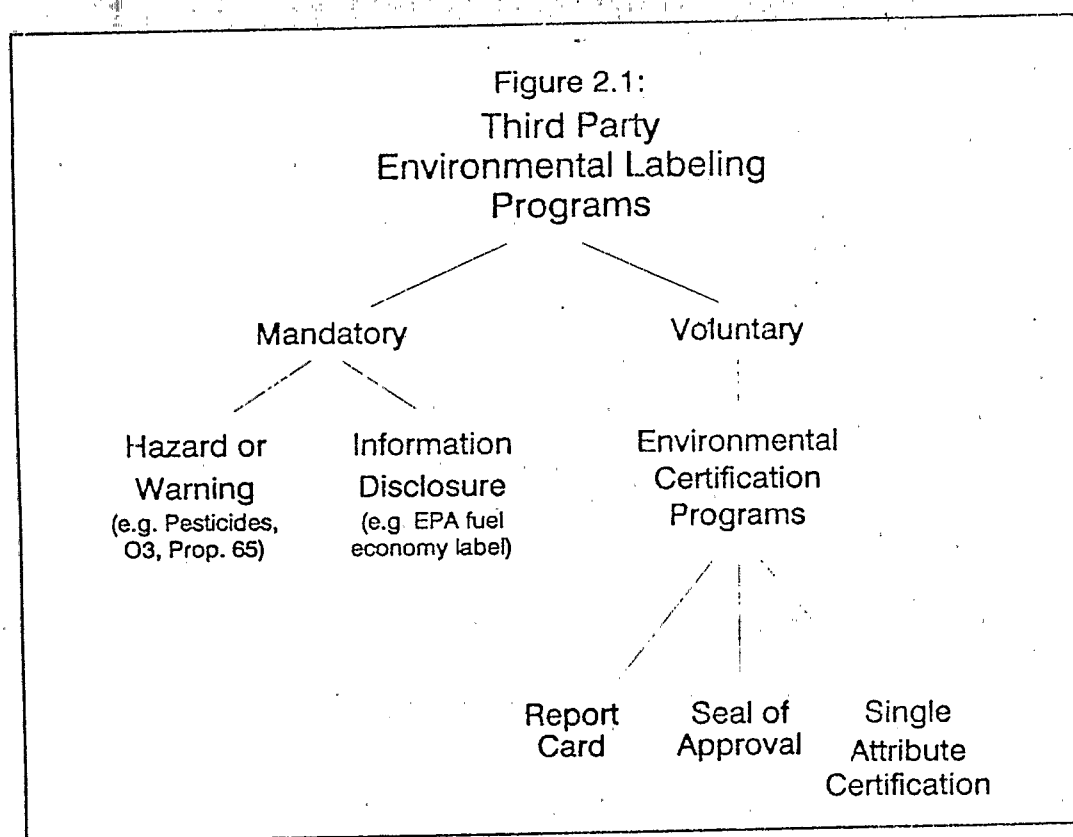 Figure 2.1:
Third Party
Environmental Labeling
Programs
Mandatory
Voluntary
Hazard or
Warning
(e.g. Pesticides,
O3, Prop. 65)
Information
Disclosure
(e.g. EPA fuel
economy label)
Environmental
Certification
Programs
Report
Card
Seal of
Approval
Single
Attribute
Certification